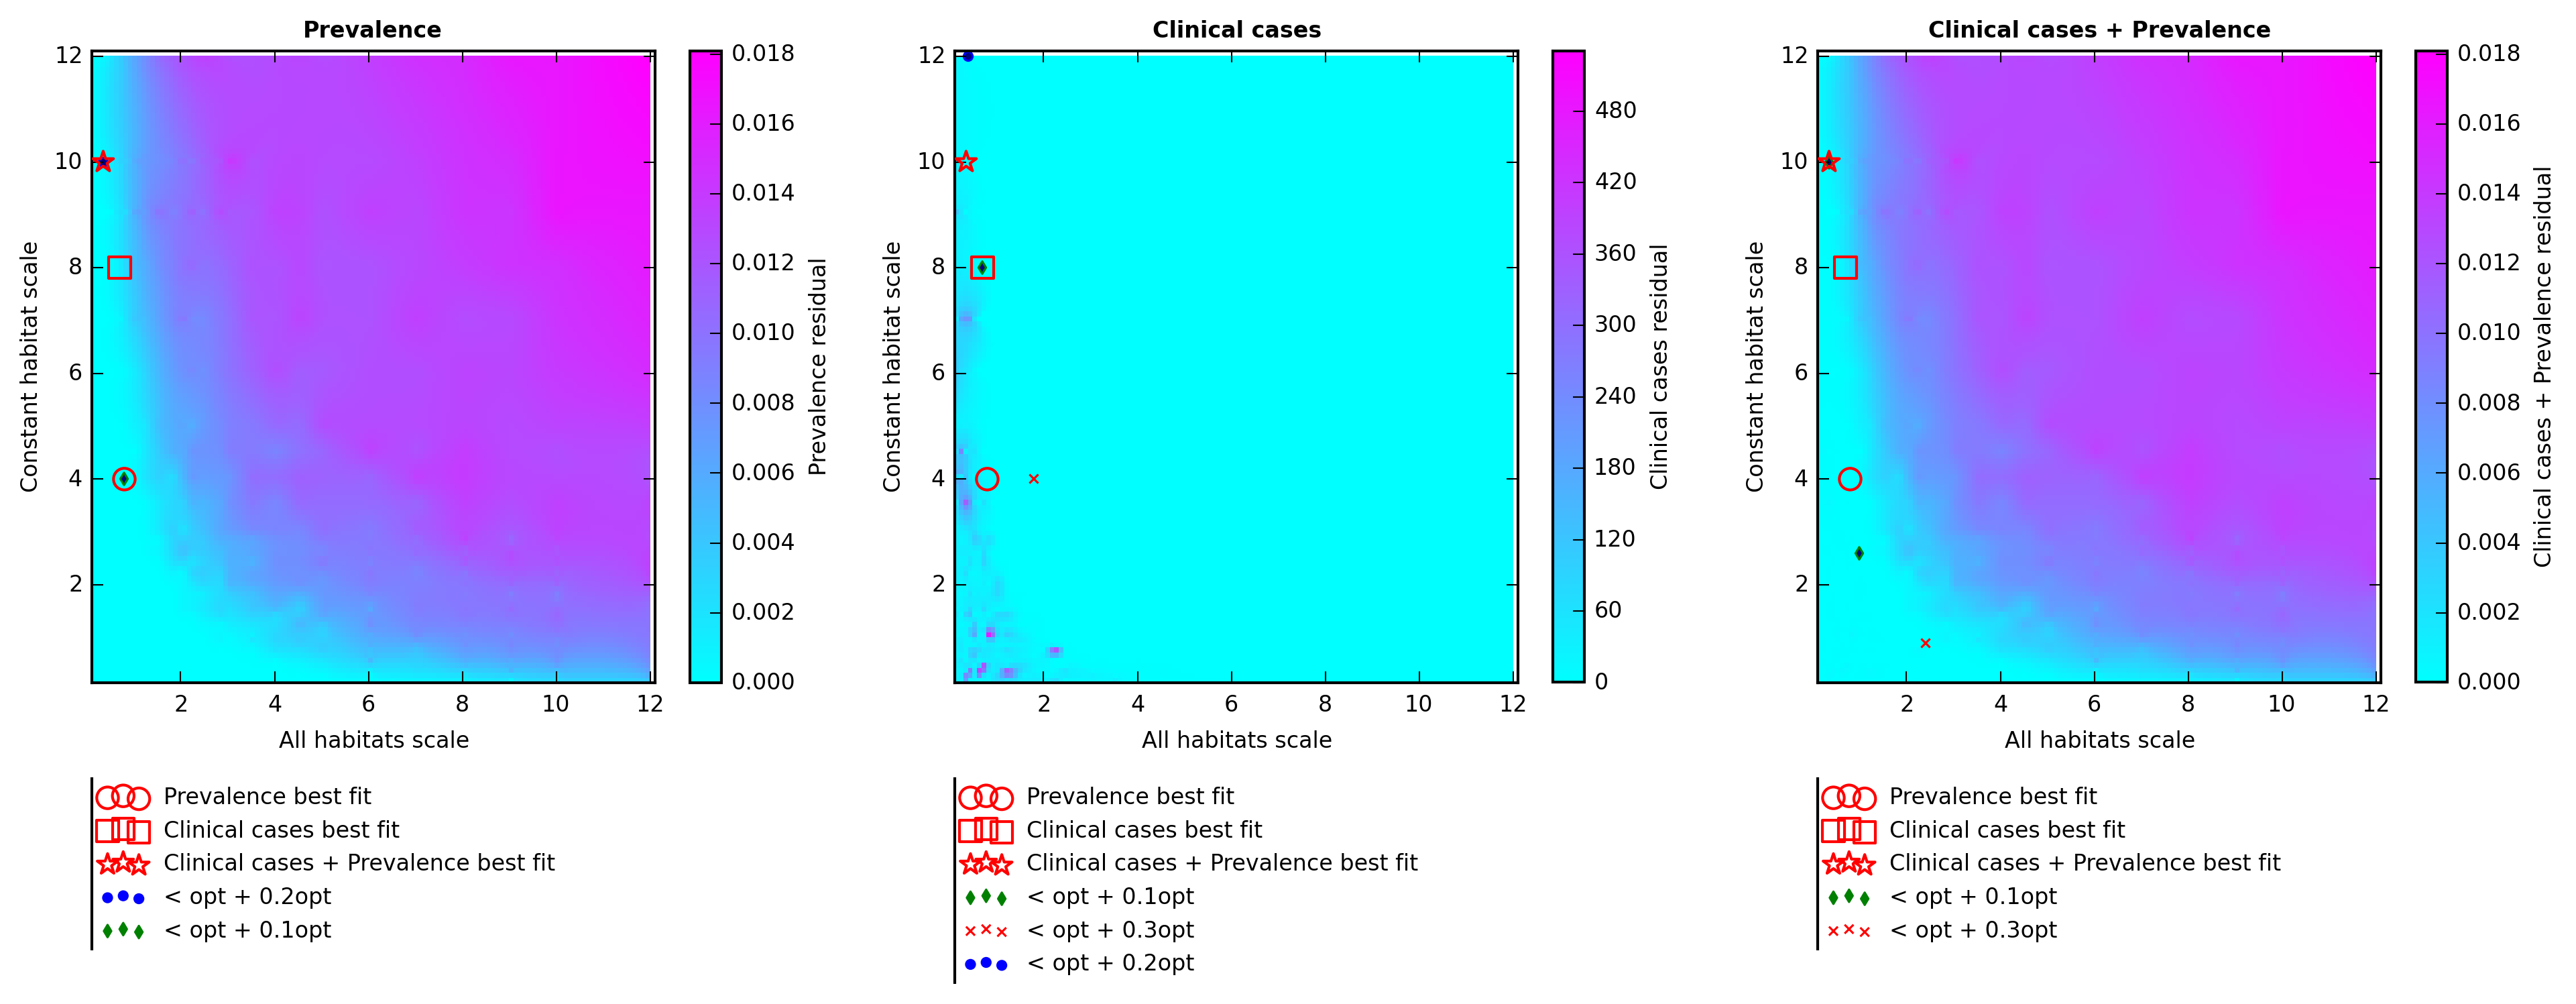 Prevalence
12
10
8
6
4
2
Constant habitat scale
2 4 6 8 10 12
All habitats scale
0.018
0.016
0.014
0.012
0.010
0.008
0.006
0.004
0.002
0.000
Prevalence residual
Prevalence best fit
Clinical cases best fit
Clinical cases + Prevalence best fit
< opt + 0.2opt
< opt + 0.1opt
Clinical cases
12
10
8
6
4
2
Constant habitat scale
2 4 6 8 10 12
All habitats scale
480
420
360
300
240
180
120
60
0
Clinical cases residual
Prevalence best fit
Clinical cases best fit
Clinical cases + Prevalence best fit
< opt + 0.1opt
< opt + 0.3opt
< opt + 0.2opt
Clinical cases + Prevalence
12
10
8
6
4
2
Constant habitat scale
2 4 6 8 10 12
All habitats scale
0.018
0.016
0.014
0.012
0.010
0.008
0.006
0.004
0.002
0.000
Clinical cases + Prevalence residual
Prevalence best fit
Clinical cases best fit
Clinical cases + Prevalence best fit
< opt + 0.1opt
< opt + 0.3opt